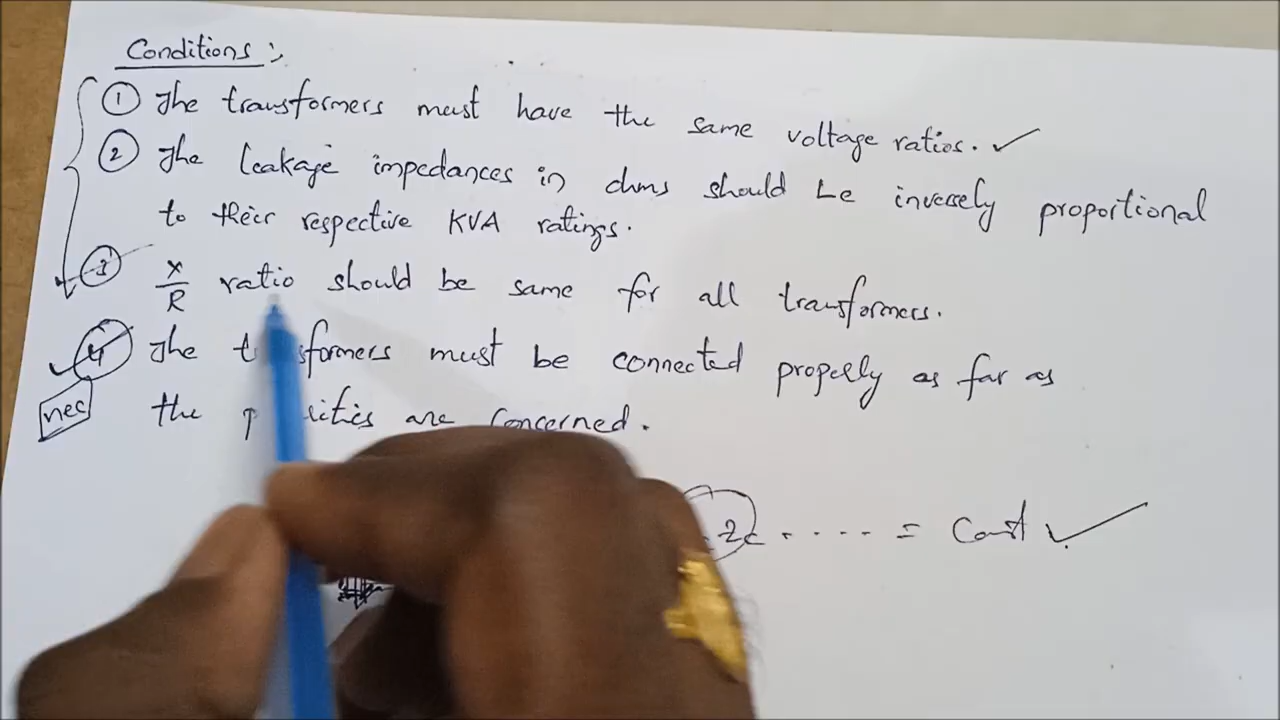 Conditions :-
① The transformers must have the same voltage ratios. ✓
② The leakage impedances in ohms should be inversely proportional
to their respective KVA ratings.
③ X/R ratio should be same for all transformers.
④ The must be connected properly as far as
nec the are concerned.
2c ..... = Const ✓